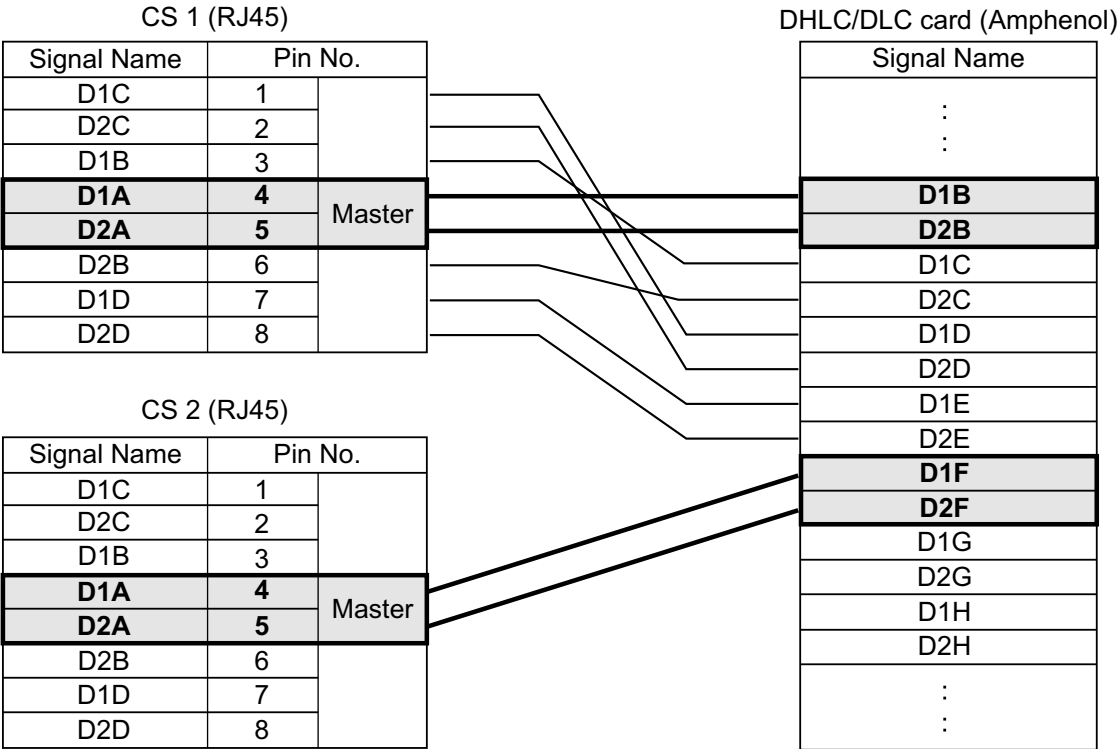 CS 1 (RJ45)
Signal Name Pin No.
D1C 1
D2C 2
D1B 3
D1A 4
Master
D2A 5
D2B 6
D1D 7
D2D 8
CS 2 (RJ45)
Signal Name Pin No.
D1C 1
D2C 2
D1B 3
D1A 4
Master
D2A 5
D2B 6
D1D 7
D2D 8
DHLC/DLC card (Amphenol)
Signal Name
:
:
D1B
D2B
D1C
D2C
D1D
D2D
D1E
D2E
D1F
D2F
D1G
D2G
D1H
D2H
:
: